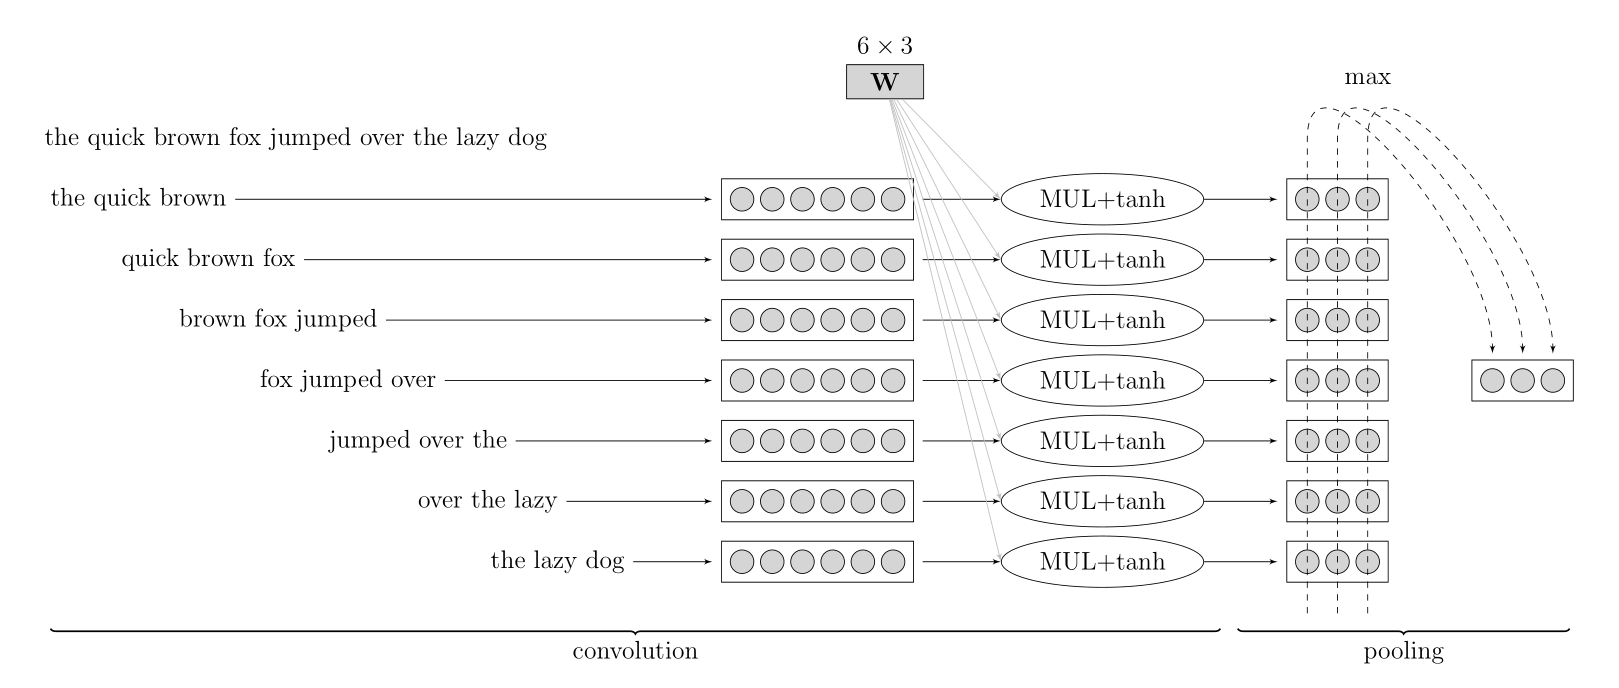 6 × 3
W
max
the quick brown fox jumped over the lazy dog
the quick brown MUL+tanh
quick brown fox MUL+tanh
brown fox jumped MUL+tanh
fox jumped over MUL+tanh
jumped over the MUL+tanh
over the lazy MUL+tanh
the lazy dog MUL+tanh
convolution pooling